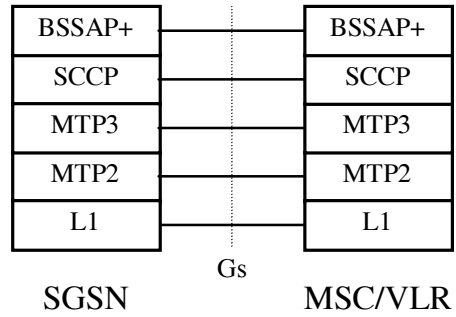 BSSAP+ BSSAP+
SCCP SCCP
MTP3 MTP3
MTP2 MTP2
L1 L1
Gs
SGSN MSC/VLR